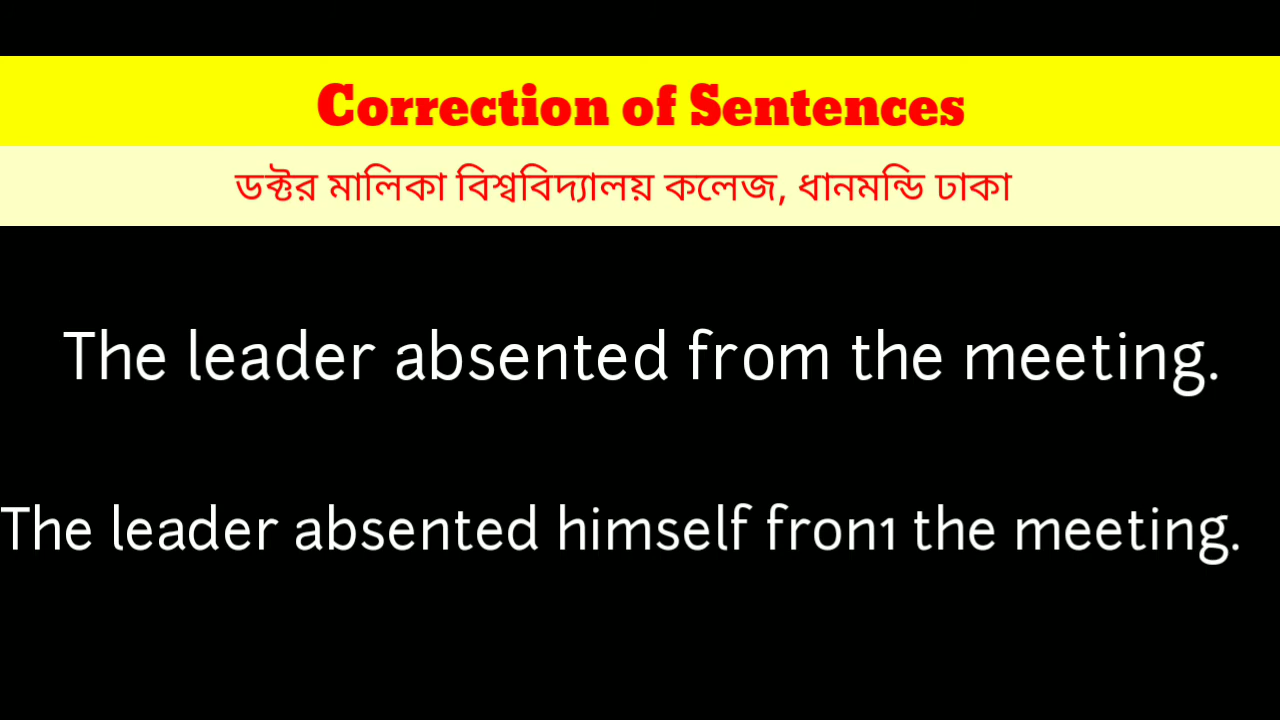 Correction of Sentences
ডক্টর মালিকা বিশ্ববিদ্যালয় কলেজ, ধানমন্ডি ঢাকা
The leader absented from the meeting.
The leader absented himself fron1 the meeting.